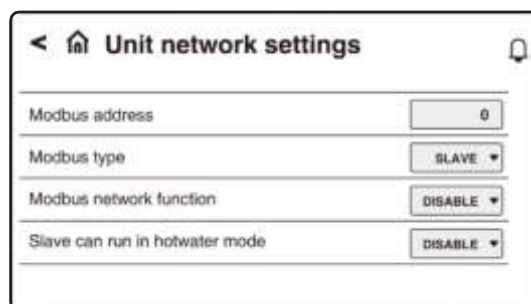 < Unit network settings
Modbus address 0
Modbus type SLAVE
Modbus network function DISABLE
Slave can run in hotwater mode DISABLE